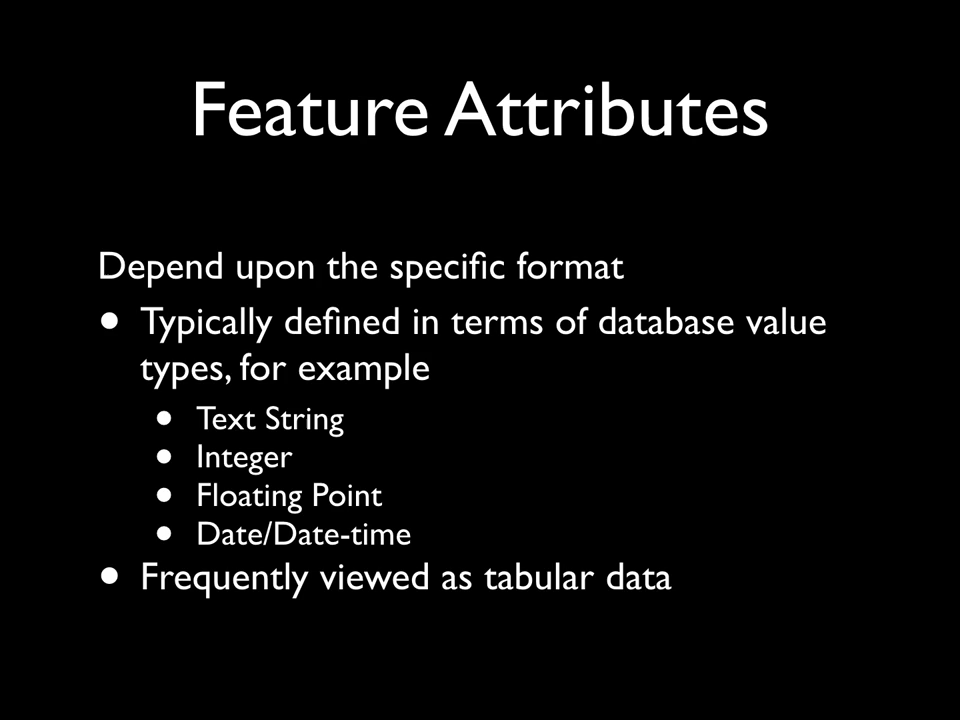 Feature Attributes
Depend upon the specific format
• Typically defined in terms of database value
types, for example
• Text String
• Integer
• Floating Point
• Date/Date-time
• Frequently viewed as tabular data